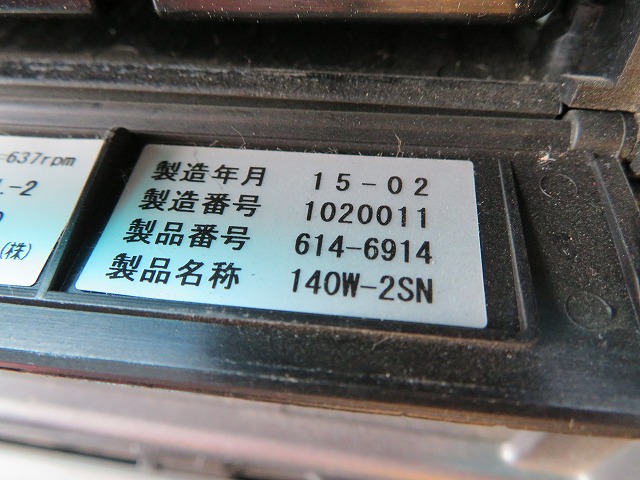 637rpm
-2
(株)
製造年月 15-02
製造番号 1020011
製品番号 614-6914
製品名称 140W-2SN